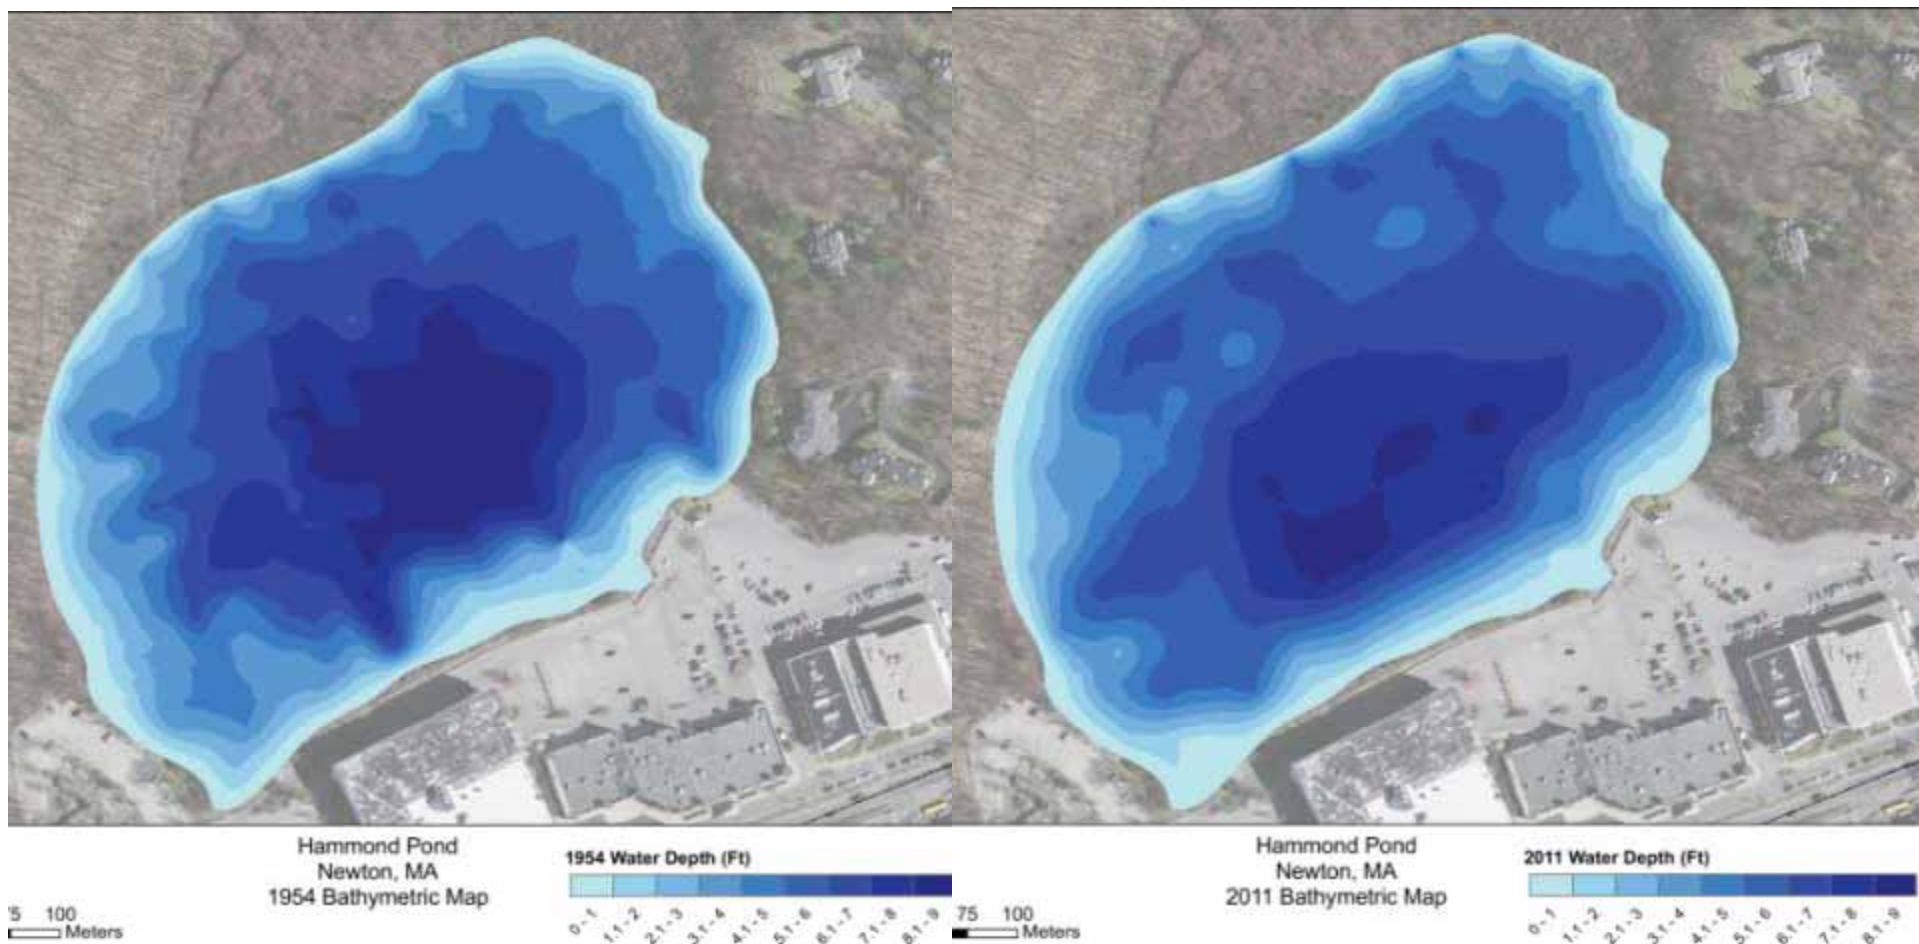 Hammond Pond
Newton, MA
1954 Bathymetric Map
1954 Water Depth (Ft)
0 - 1
1.1 - 2
2.1 - 3
3.1 - 4
4.1 - 5
5.1 - 6
6.1 - 7
7.1 - 8
8.1 - 9
75 100
Meters
Hammond Pond
Newton, MA
2011 Bathymetric Map
2011 Water Depth (Ft)
0 - 1
1.1 - 2
2.1 - 3
3.1 - 4
4.1 - 5
5.1 - 6
6.1 - 7
7.1 - 8
8.1 - 9
75 100
Meters